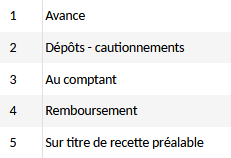 1 Avance
2 Dépôts - cautionnements
3 Au comptant
4 Remboursement
5 Sur titre de recette préalable